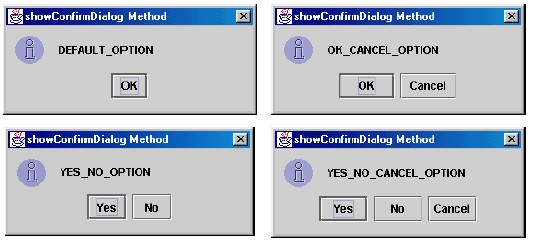 showConfirmDialog Method
DEFAULT_OPTION
OK
showConfirmDialog Method
OK_CANCEL_OPTION
OK Cancel
showConfirmDialog Method
YES_NO_OPTION
Yes No
showConfirmDialog Method
YES_NO_CANCEL_OPTION
Yes No Cancel